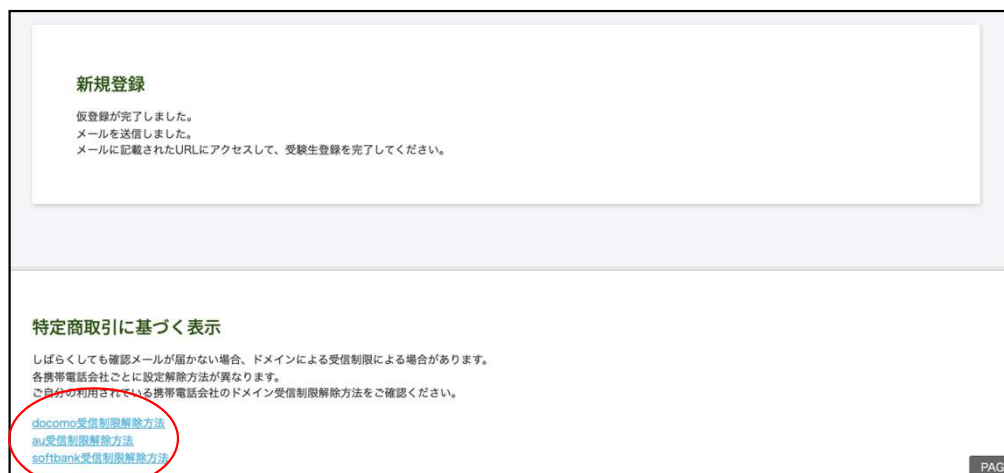 新規登録
仮登録が完了しました。
メールを送信しました。
メールに記載されたURLにアクセスして、受験生登録を完了してください。
特定商取引に基づく表示
しばらくしても確認メールが届かない場合、ドメインによる受信制限による場合があります。
各携帯電話会社ごとに設定解除方法が異なります。
ご自分の利用されている携帯電話会社のドメイン受信制限解除方法をご確認ください。
docomo受信制限解除方法
au受信制限解除方法
softbank受信制限解除方法
PAG